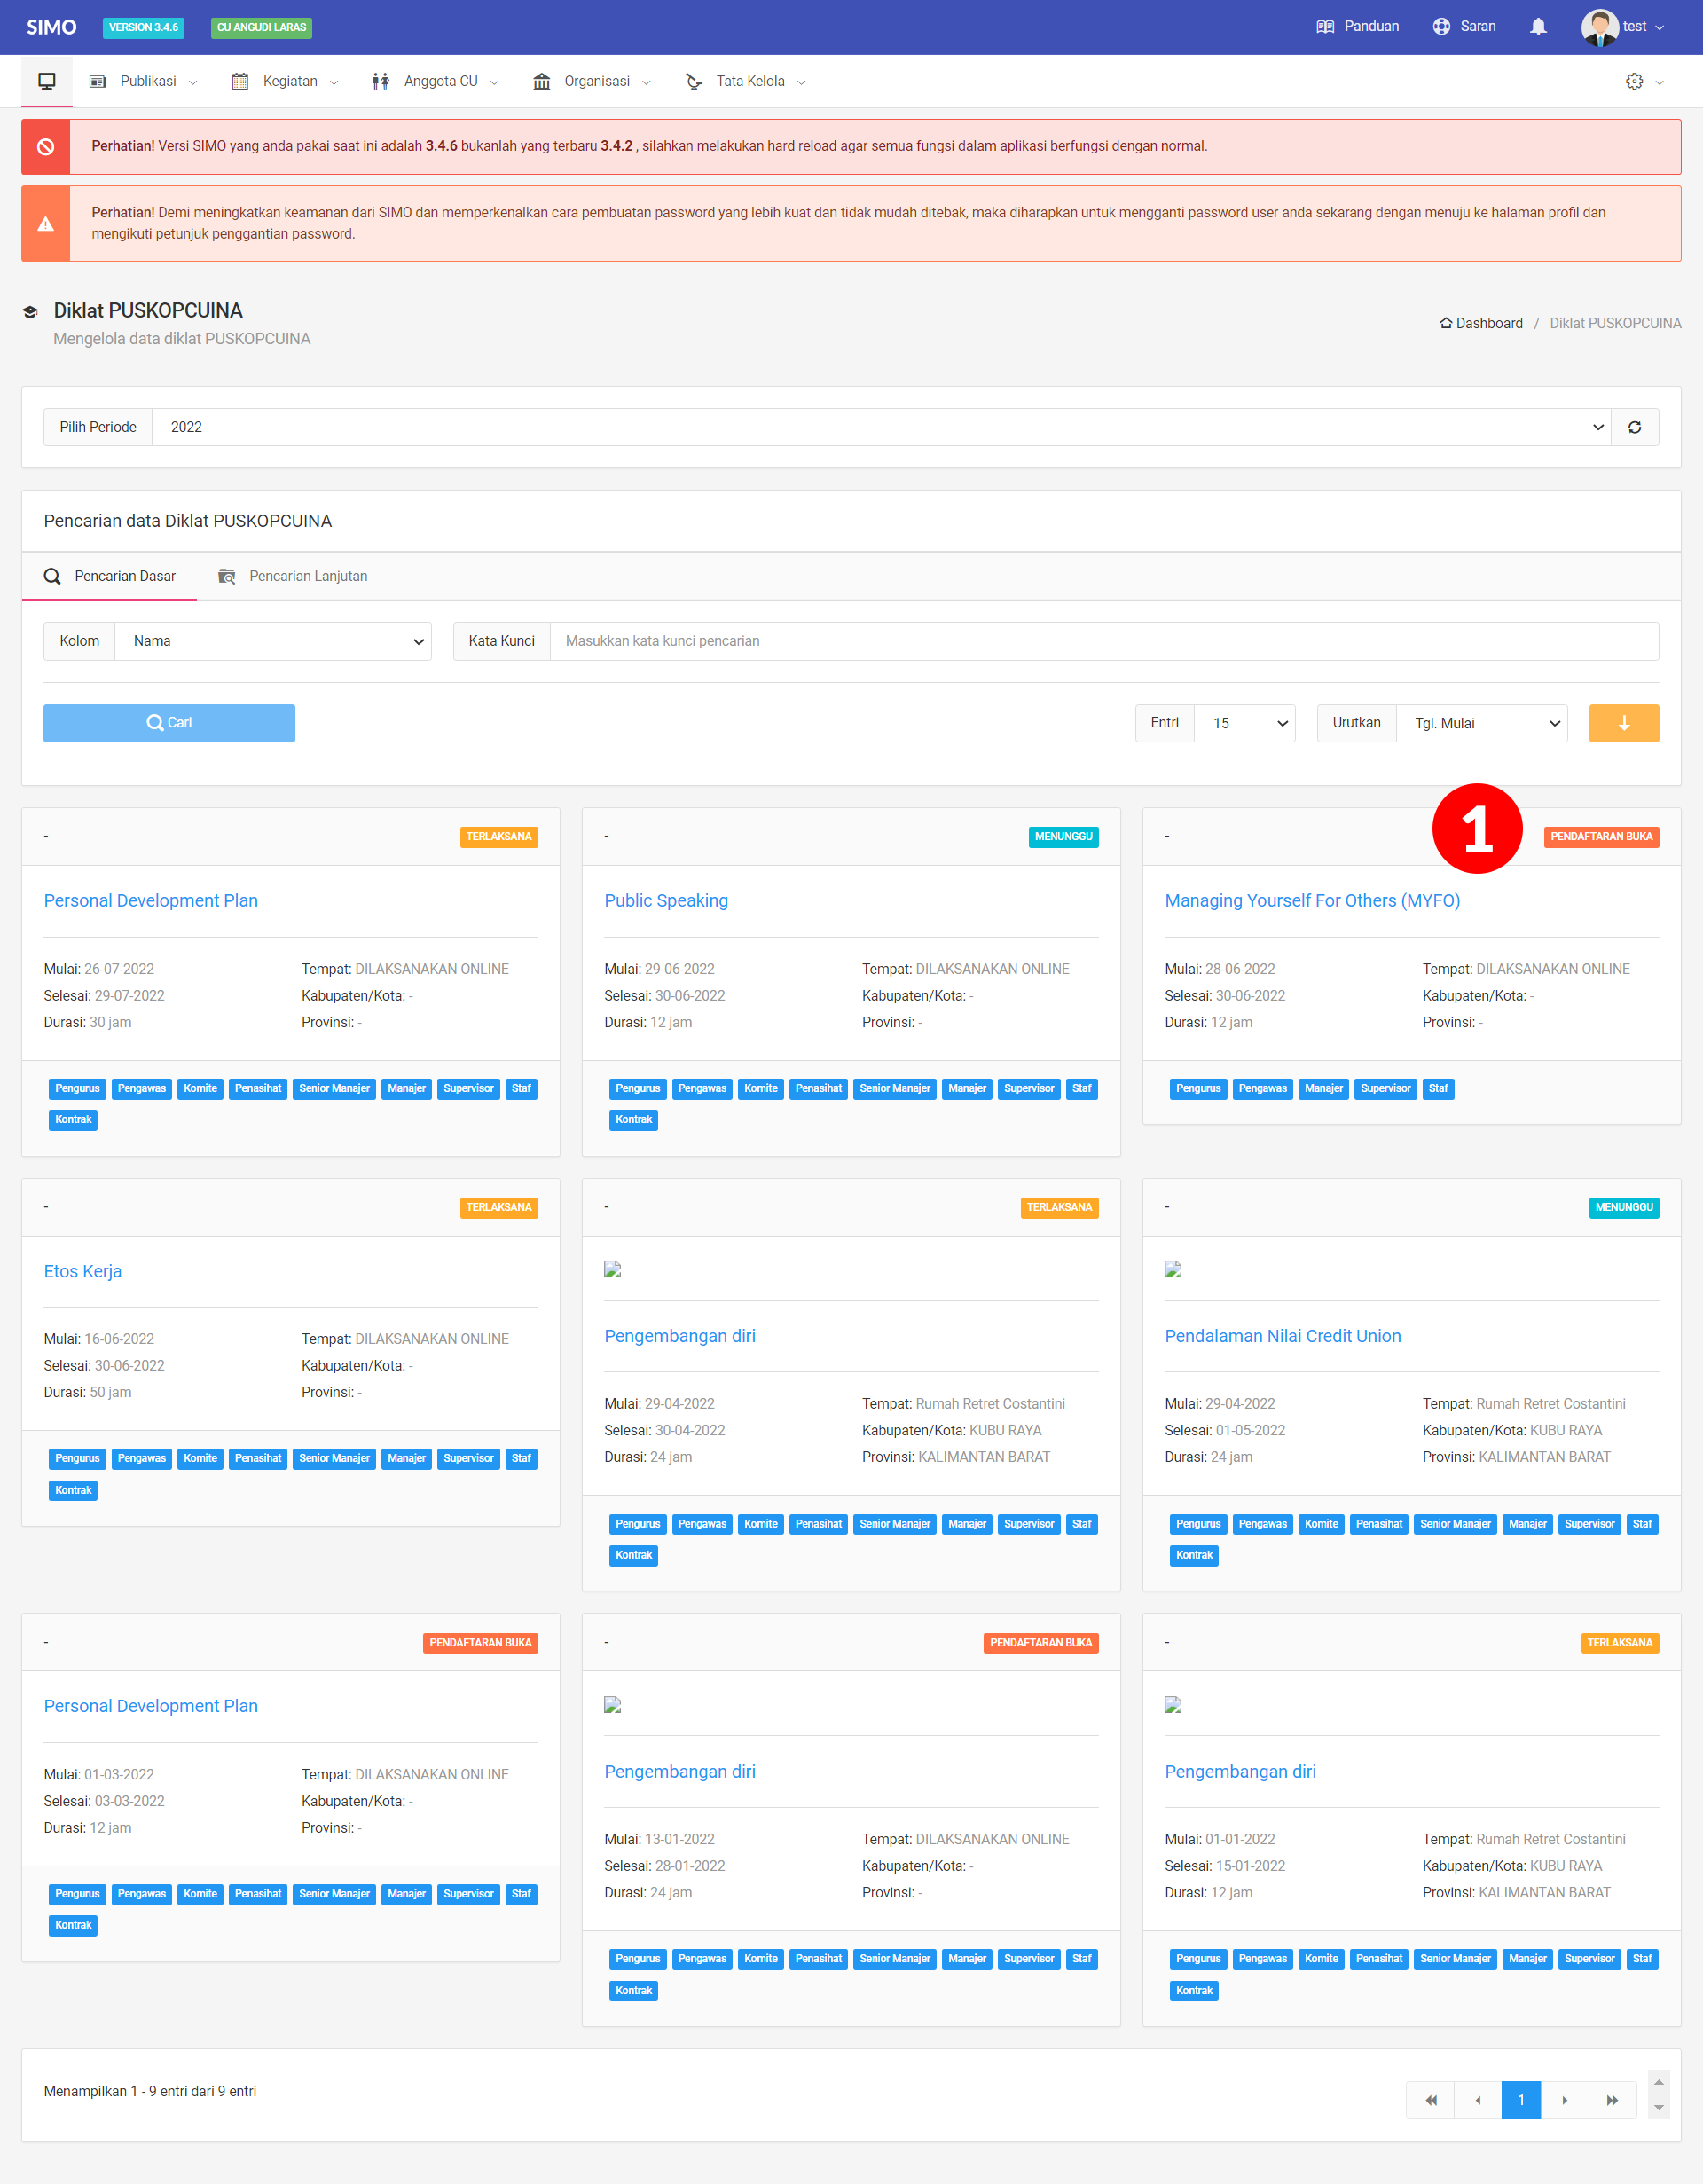 SIMO VERSION 3.4.6 CU ANGUDI LARAS Panduan Saran test
Publikasi Kegiatan Anggota CU Organisasi Tata Kelola
Perhatian! Versi SIMO yang anda pakai saat ini adalah 3.4.6 bukanlah yang terbaru 3.4.2 , silahkan melakukan hard reload agar semua fungsi dalam aplikasi berfungsi dengan normal.
Perhatian! Demi meningkatkan keamanan dari SIMO dan memperkenalkan cara pembuatan password yang lebih kuat dan tidak mudah ditebak, maka diharapkan untuk mengganti password user anda sekarang dengan menuju ke halaman profil dan
mengikuti petunjuk penggantian password.
Diklat PUSKOPCUINA
Mengelola data diklat PUSKOPCUINA
Dashboard / Diklat PUSKOPCUINA
Pilih Periode 2022
Pencarian data Diklat PUSKOPCUINA
Pencarian Dasar Pencarian Lanjutan
Kolom Nama Kata Kunci Masukkan kata kunci pencarian
Cari Entri 15 Urutkan Tgl. Mulai
- TERLAKSANA
Personal Development Plan
Mulai: 26-07-2022 Tempat: DILAKSANAKAN ONLINE
Selesai: 29-07-2022 Kabupaten/Kota: -
Durasi: 30 jam Provinsi: -
Pengurus Pengawas Komite Penasihat Senior Manajer Manajer Supervisor Staf
Kontrak
- MENUNGGU
Public Speaking
Mulai: 29-06-2022 Tempat: DILAKSANAKAN ONLINE
Selesai: 30-06-2022 Kabupaten/Kota: -
Durasi: 12 jam Provinsi: -
Pengurus Pengawas Komite Penasihat Senior Manajer Manajer Supervisor Staf
Kontrak
- 1 PENDAFTARAN BUKA
Managing Yourself For Others (MYFO)
Mulai: 28-06-2022 Tempat: DILAKSANAKAN ONLINE
Selesai: 30-06-2022 Kabupaten/Kota: -
Durasi: 12 jam Provinsi: -
Pengurus Pengawas Manajer Supervisor Staf
- TERLAKSANA
Etos Kerja
Mulai: 16-06-2022 Tempat: DILAKSANAKAN ONLINE
Selesai: 30-06-2022 Kabupaten/Kota: -
Durasi: 50 jam Provinsi: -
Pengurus Pengawas Komite Penasihat Senior Manajer Manajer Supervisor Staf
Kontrak
- TERLAKSANA
Pengembangan diri
Mulai: 29-04-2022 Tempat: Rumah Retret Costantini
Selesai: 30-04-2022 Kabupaten/Kota: KUBU RAYA
Durasi: 24 jam Provinsi: KALIMANTAN BARAT
Pengurus Pengawas Komite Penasihat Senior Manajer Manajer Supervisor Staf
Kontrak
- MENUNGGU
Pendalaman Nilai Credit Union
Mulai: 29-04-2022 Tempat: Rumah Retret Costantini
Selesai: 01-05-2022 Kabupaten/Kota: KUBU RAYA
Durasi: 24 jam Provinsi: KALIMANTAN BARAT
Pengurus Pengawas Komite Penasihat Senior Manajer Manajer Supervisor Staf
Kontrak
- PENDAFTARAN BUKA
Personal Development Plan
Mulai: 01-03-2022 Tempat: DILAKSANAKAN ONLINE
Selesai: 03-03-2022 Kabupaten/Kota: -
Durasi: 12 jam Provinsi: -
Pengurus Pengawas Komite Penasihat Senior Manajer Manajer Supervisor Staf
Kontrak
- PENDAFTARAN BUKA
Pengembangan diri
Mulai: 13-01-2022 Tempat: DILAKSANAKAN ONLINE
Selesai: 28-01-2022 Kabupaten/Kota: -
Durasi: 24 jam Provinsi: -
Pengurus Pengawas Komite Penasihat Senior Manajer Manajer Supervisor Staf
Kontrak
- TERLAKSANA
Pengembangan diri
Mulai: 01-01-2022 Tempat: Rumah Retret Costantini
Selesai: 15-01-2022 Kabupaten/Kota: KUBU RAYA
Durasi: 12 jam Provinsi: KALIMANTAN BARAT
Pengurus Pengawas Komite Penasihat Senior Manajer Manajer Supervisor Staf
Kontrak
Menampilkan 1 - 9 entri dari 9 entri 1